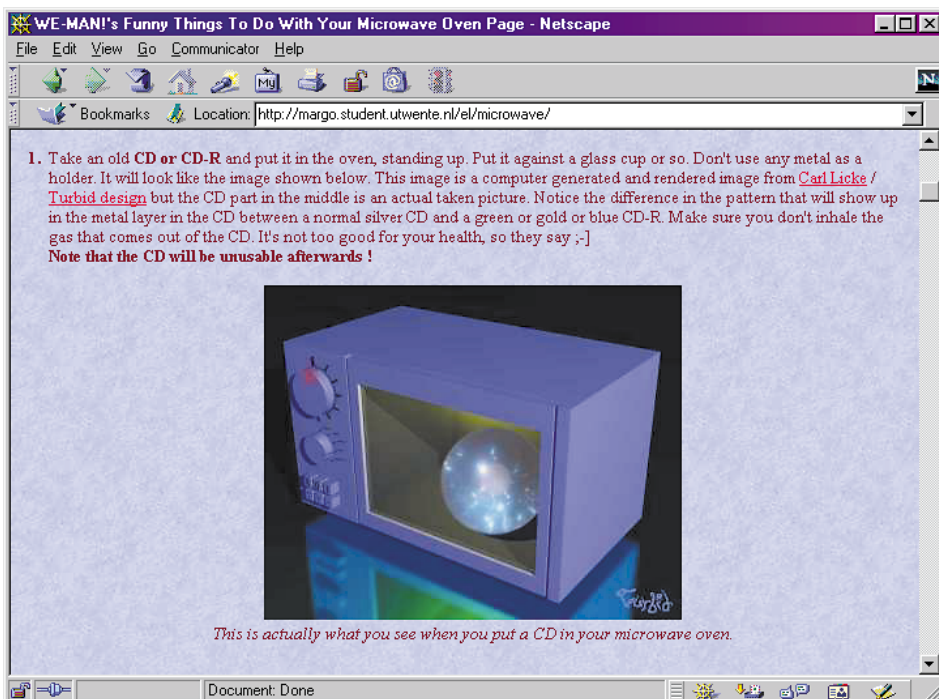 WE-MAN!'s Funny Things To Do With Your Microwave Oven Page - Netscape
File Edit View Go Communicator Help
My
N
Bookmarks Location: http://margo.student.utwente.nl/el/microwave/
1. Take an old CD or CD-R and put it in the oven, standing up. Put it against a glass cup or so. Don't use any metal as a
holder. It will look like the image shown below. This image is a computer generated and rendered image from Carl Licke /
Turbid design but the CD part in the middle is an actual taken picture. Notice the difference in the pattern that will show up
in the metal layer in the CD between a normal silver CD and a green or gold or blue CD-R. Make sure you don't inhale the
gas that comes out of the CD. It's not too good for your health, so they say ;-]
Note that the CD will be unusable afterwards !
Turbid
This is actually what you see when you put a CD in your microwave oven.
Document: Done